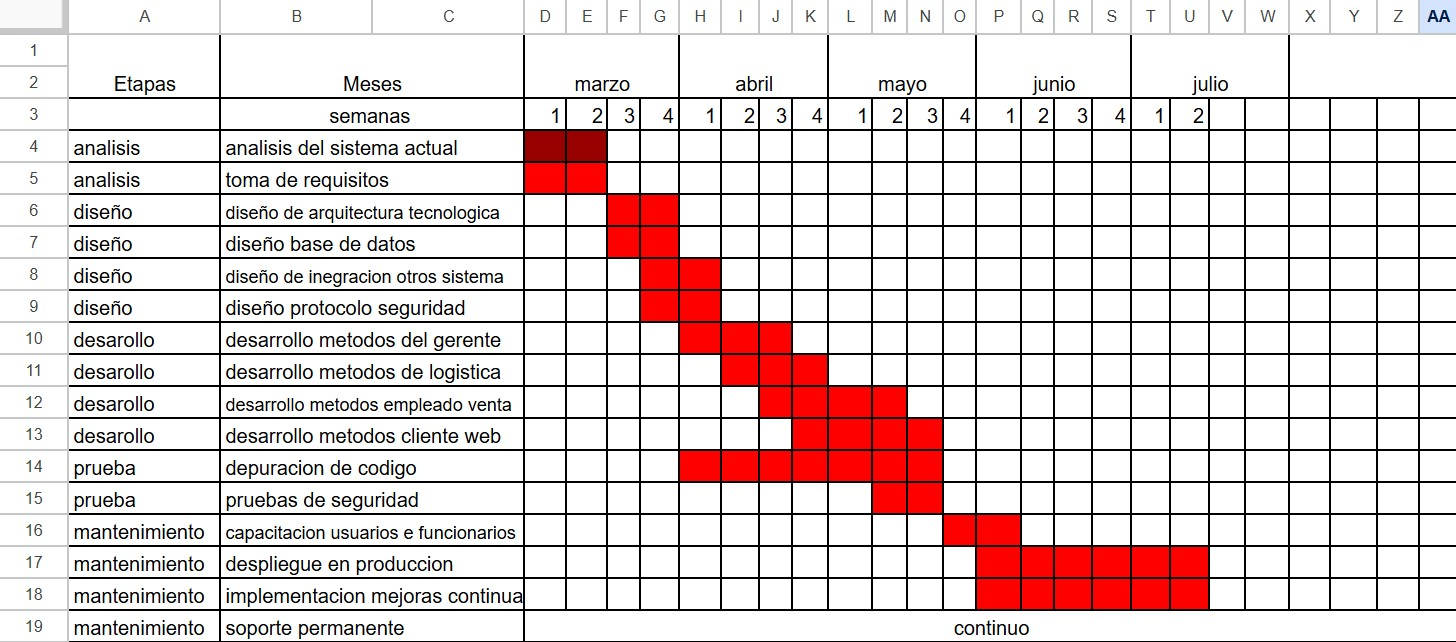 A B C D E F G H I J K L M N O P Q R S T U V W X Y Z AA
1
2 Etapas Meses marzo abril mayo junio julio
3 semanas 1 2 3 4 1 2 3 4 1 2 3 4 1 2 3 4 1 2
4 analisis analisis del sistema actual
5 analisis toma de requisitos
6 diseño diseño de arquitectura tecnologica
7 diseño diseño base de datos
8 diseño diseño de inegracion otros sistema
9 diseño diseño protocolo seguridad
10 desarollo desarrollo metodos del gerente
11 desarollo desarrollo metodos de logistica
12 desarollo desarrollo metodos empleado venta
13 desarollo desarrollo metodos cliente web
14 prueba depuracion de codigo
15 prueba pruebas de seguridad
16 mantenimiento capacitacion usuarios e funcionarios
17 mantenimiento despliegue en produccion
18 mantenimiento implementacion mejoras continua
19 mantenimiento soporte permanente continuo